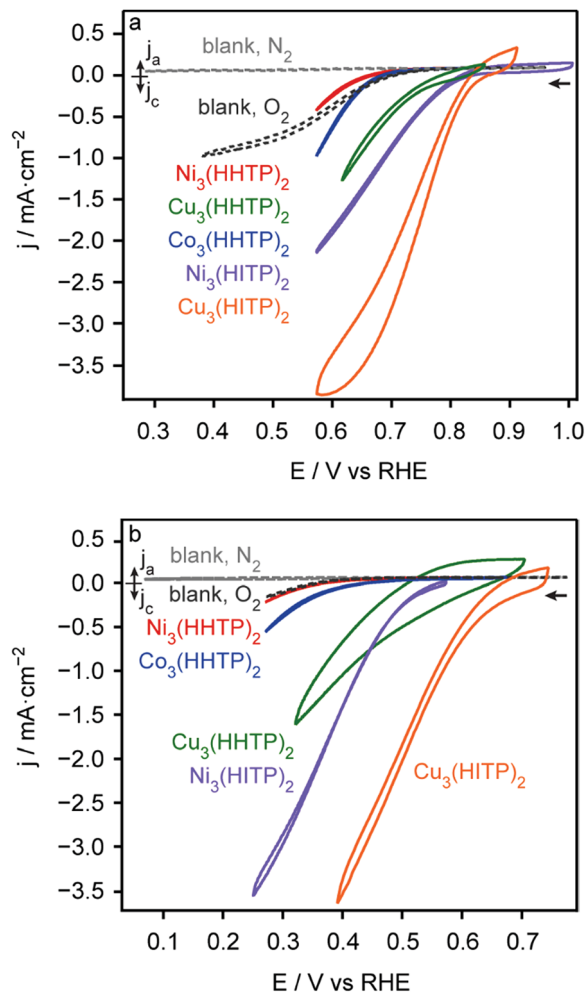 a
0.5
0.0
−0.5
−1.0
−1.5
−2.0
−2.5
−3.0
−3.5
j / mA·cm⁻²
jₐ
j_c
blank, N₂
blank, O₂
Ni₃(HHTP)₂
Cu₃(HHTP)₂
Co₃(HHTP)₂
Ni₃(HITP)₂
Cu₃(HITP)₂
0.3 0.4 0.5 0.6 0.7 0.8 0.9 1.0
E / V vs RHE
b
0.5
0.0
−0.5
−1.0
−1.5
−2.0
−2.5
−3.0
−3.5
j / mA·cm⁻²
jₐ
j_c
blank, N₂
blank, O₂
Ni₃(HHTP)₂
Co₃(HHTP)₂
Cu₃(HHTP)₂
Ni₃(HITP)₂
Cu₃(HITP)₂
0.1 0.2 0.3 0.4 0.5 0.6 0.7
E / V vs RHE